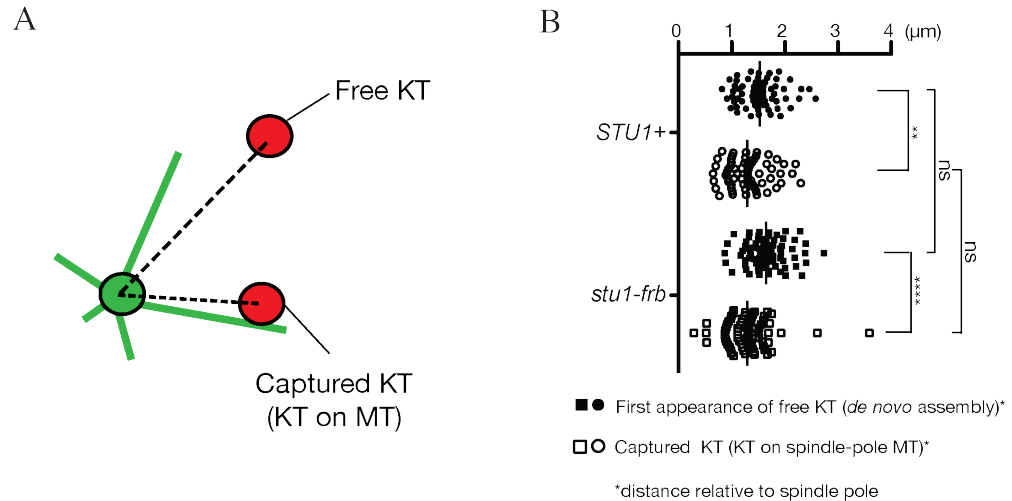 A
Free KT
Captured KT
(KT on MT)
B
0 1 2 3 4 (μm)
STU1+
**
ns
ns
stu1-frb
****
First appearance of free KT (de novo assembly)*
Captured KT (KT on spindle-pole MT)*
*distance relative to spindle pole